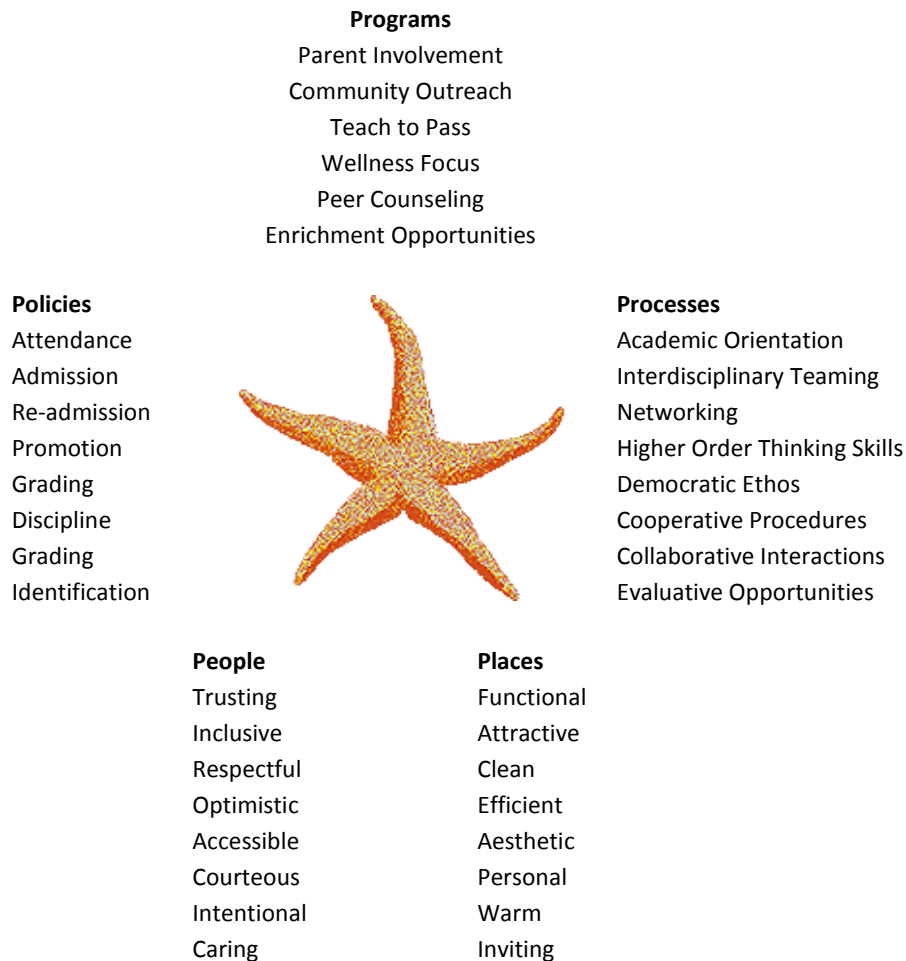 Programs
Parent Involvement
Community Outreach
Teach to Pass
Wellness Focus
Peer Counseling
Enrichment Opportunities
Policies
Attendance
Admission
Re-admission
Promotion
Grading
Discipline
Grading
Identification
Processes
Academic Orientation
Interdisciplinary Teaming
Networking
Higher Order Thinking Skills
Democratic Ethos
Cooperative Procedures
Collaborative Interactions
Evaluative Opportunities
People
Trusting
Inclusive
Respectful
Optimistic
Accessible
Courteous
Intentional
Caring
Places
Functional
Attractive
Clean
Efficient
Aesthetic
Personal
Warm
Inviting